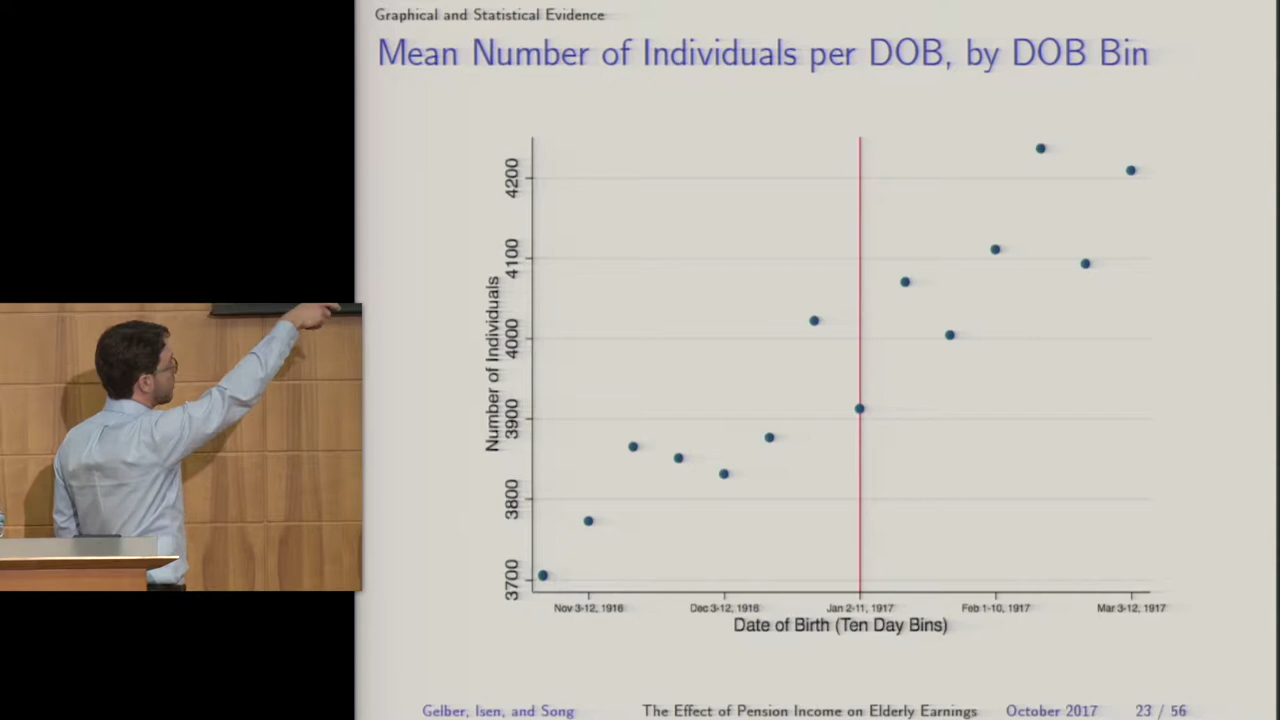 Graphical and Statistical Evidence
Mean Number of Individuals per DOB, by DOB Bin
Number of Individuals
4200
4100
4000
3900
3800
3700
Nov 3-12, 1916
Dec 3-12, 1916
Jan 2-11, 1917
Feb 1-10, 1917
Mar 3-12, 1917
Date of Birth (Ten Day Bins)
Gelber, Isen, and Song
The Effect of Pension Income on Elderly Earnings
October 2017
23 / 56